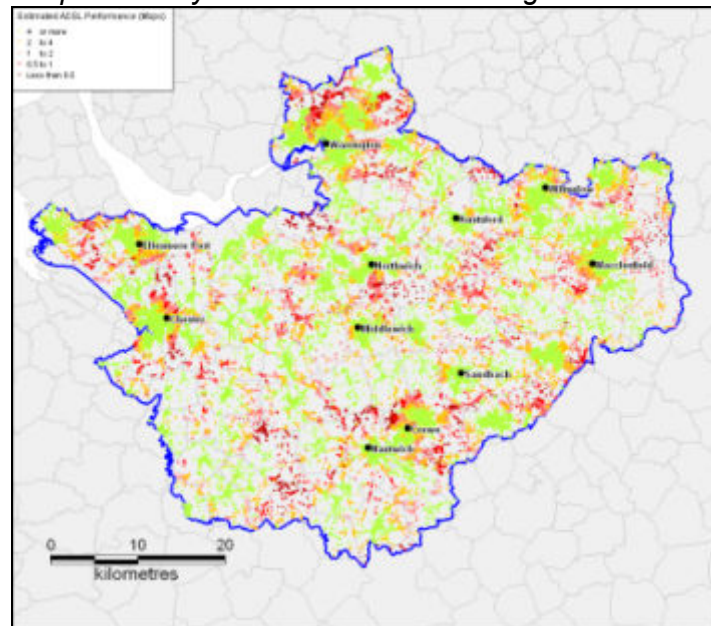 Estimated ADSL Performance (Mbps)
4 or more
2 to 4
1 to 2
0.5 to 1
Less than 0.5
Warrington
Wilmslow
Knutsford
Ellesmere Port
Northwich
Macclesfield
Chester
Middlewich
Sandbach
Crewe
Nantwich
0 10 20
kilometres